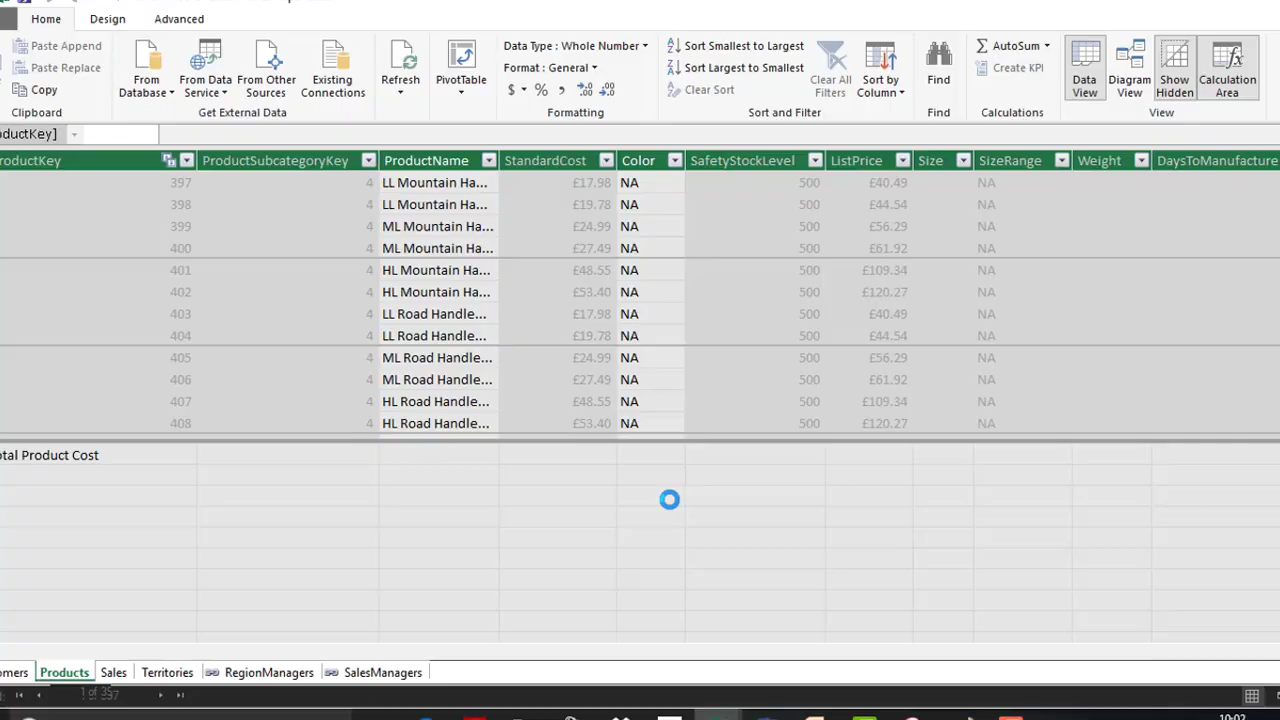 Home Design Advanced
Paste Append
Paste Replace
Copy
Clipboard
From Database
From Data Service
From Other Sources
Existing Connections
Get External Data
Refresh
PivotTable
Data Type : Whole Number
Format : General
$ % ,
Formatting
Sort Smallest to Largest
Sort Largest to Smallest
Clear Sort
Clear All Filters
Sort by Column
Sort and Filter
Find
Find
AutoSum
Create KPI
Calculations
Data View
Diagram View
Show Hidden
Calculation Area
View
oductKey]
roductKey ProductSubcategoryKey ProductName StandardCost Color SafetyStockLevel ListPrice Size SizeRange Weight DaysToManufacture
397 4 LL Mountain Ha... £17.98 NA 500 £40.49 NA
398 4 LL Mountain Ha... £19.78 NA 500 £44.54 NA
399 4 ML Mountain Ha... £24.99 NA 500 £56.29 NA
400 4 ML Mountain Ha... £27.49 NA 500 £61.92 NA
401 4 HL Mountain Ha... £48.55 NA 500 £109.34 NA
402 4 HL Mountain Ha... £53.40 NA 500 £120.27 NA
403 4 LL Road Handle... £17.98 NA 500 £40.49 NA
404 4 LL Road Handle... £19.78 NA 500 £44.54 NA
405 4 ML Road Handle... £24.99 NA 500 £56.29 NA
406 4 ML Road Handle... £27.49 NA 500 £61.92 NA
407 4 HL Road Handle... £48.55 NA 500 £109.34 NA
408 4 HL Road Handle... £53.40 NA 500 £120.27 NA
otal Product Cost
omers Products Sales Territories RegionManagers SalesManagers
1 of
10:02